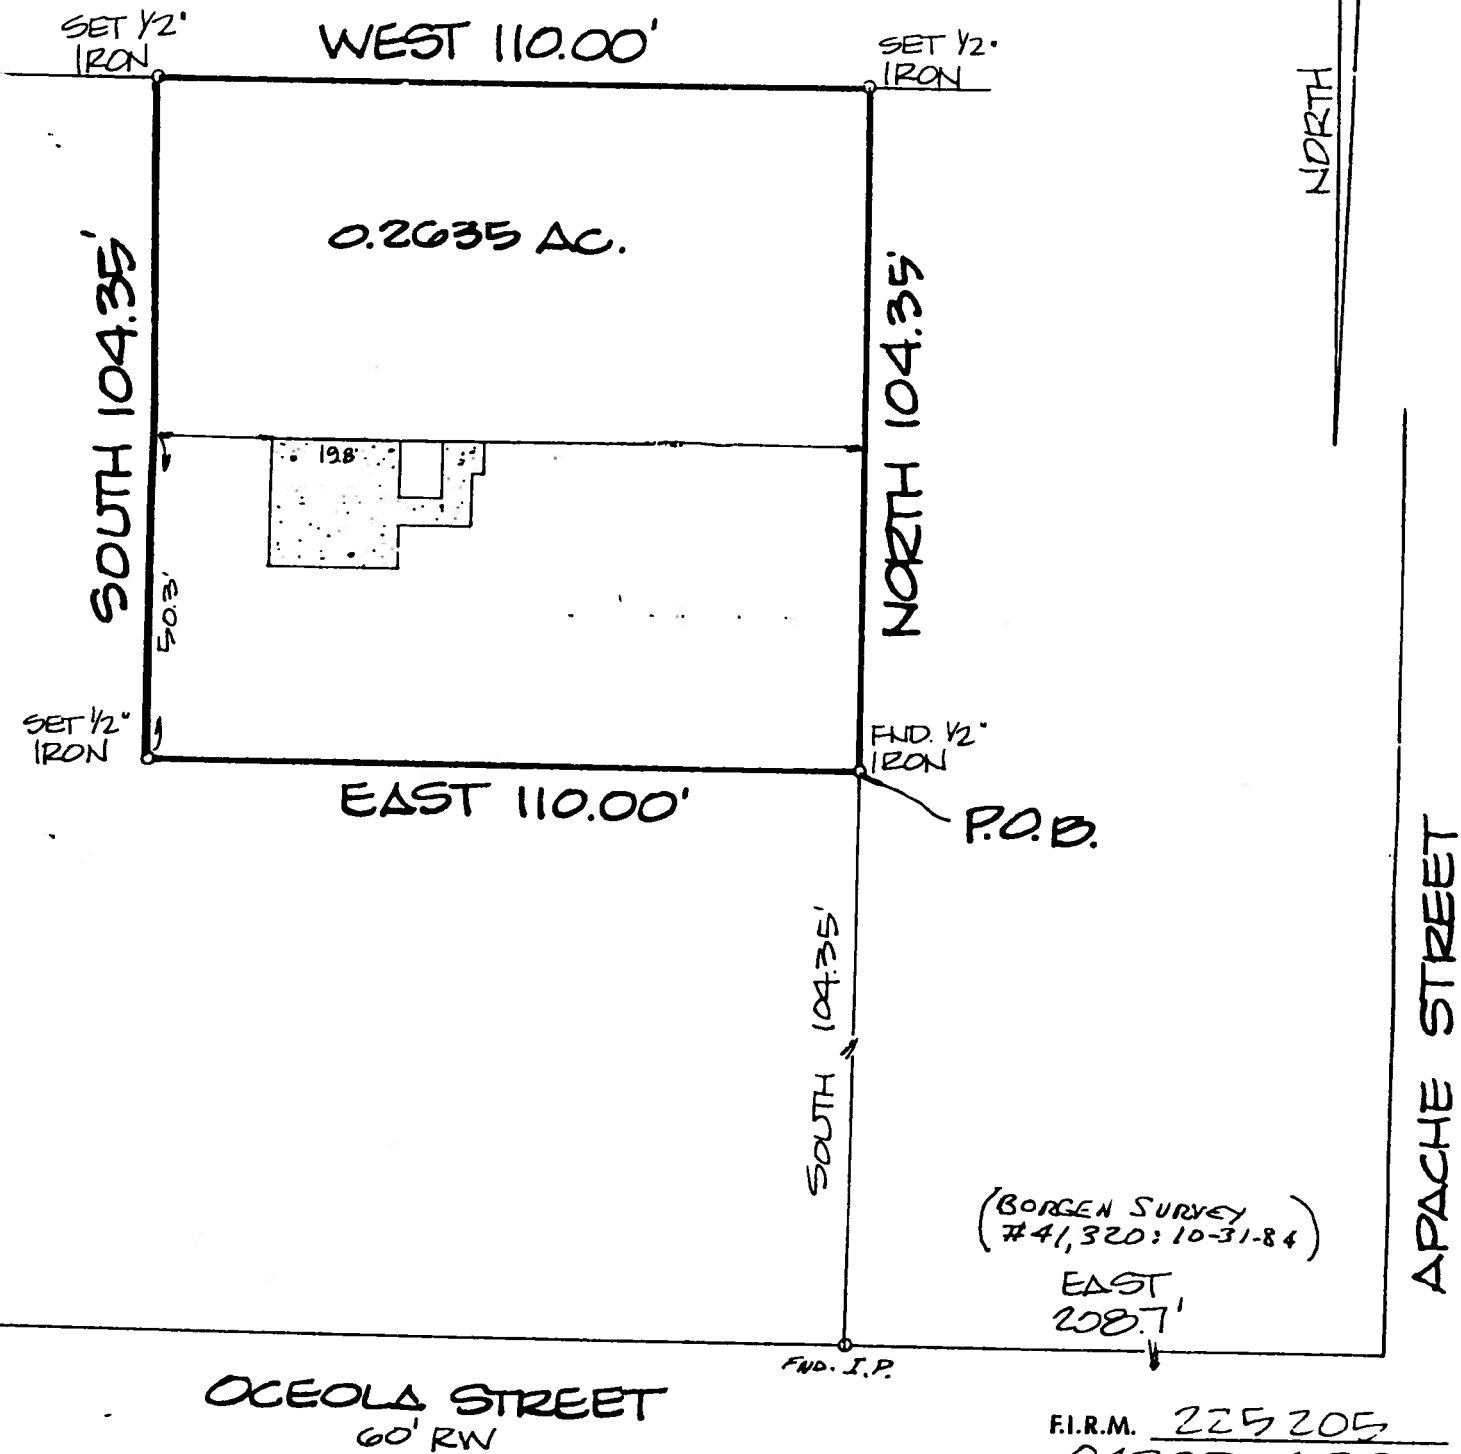 SET 1/2"
IRON
WEST 110.00'
SET 1/2"
IRON
NORTH
0.2635 AC.
SOUTH 104.35'
NORTH 104.35'
19.8'
50.3'
SET 1/2"
IRON
FND. 1/2"
IRON
EAST 110.00'
P.O.B.
SOUTH 104.35'
APACHE STREET
(BORGEN SURVEY
#41,320: 10-31-84)
EAST
208.7'
FND. I.P.
OCEOLA STREET
60' RW
F.I.R.M. 225205